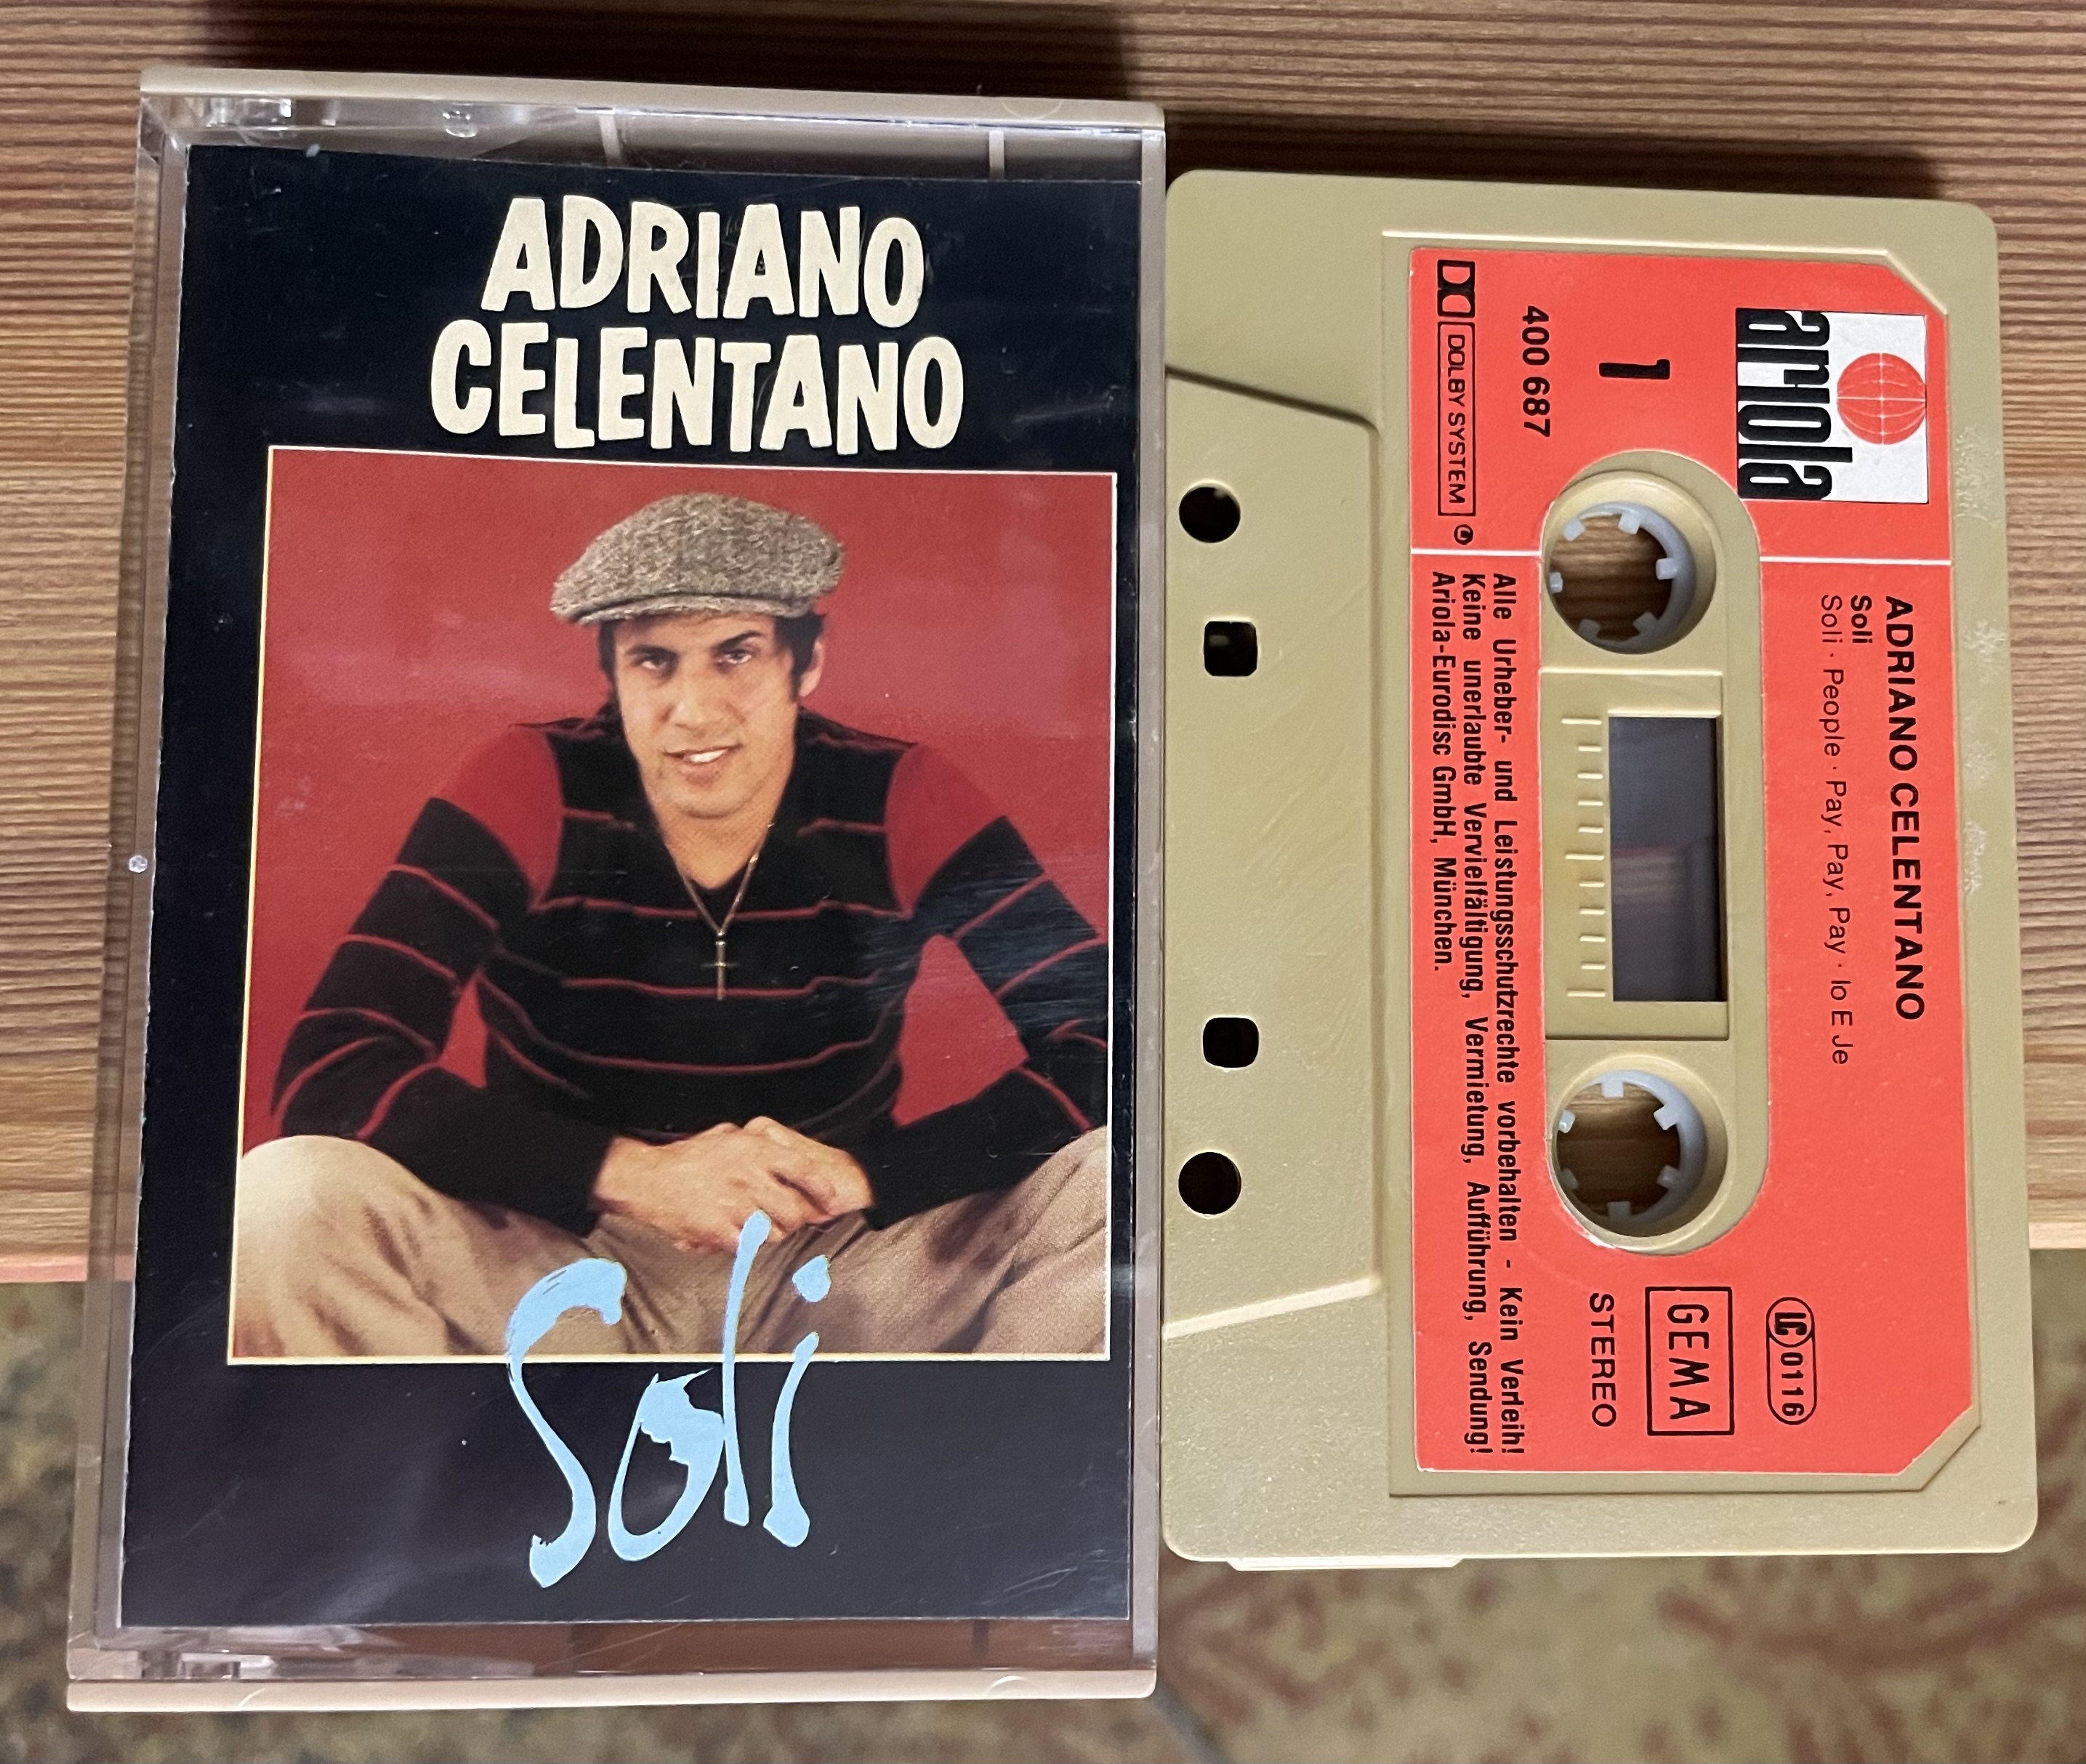 ADRIANO
CELENTANO
Soli
ariola
1
400 687
DOLBY SYSTEM
ADRIANO CELENTANO
Soli
Soli · People · Pay, Pay, Pay · Io E Je
Alle Urheber- und Leistungsschutzrechte vorbehalten - Kein Verleih!
Keine unerlaubte Vervielfältigung, Vermietung, Aufführung, Sendung!
Ariola-Eurodisc GmbH, München.
LC 0116
GEMA
STEREO